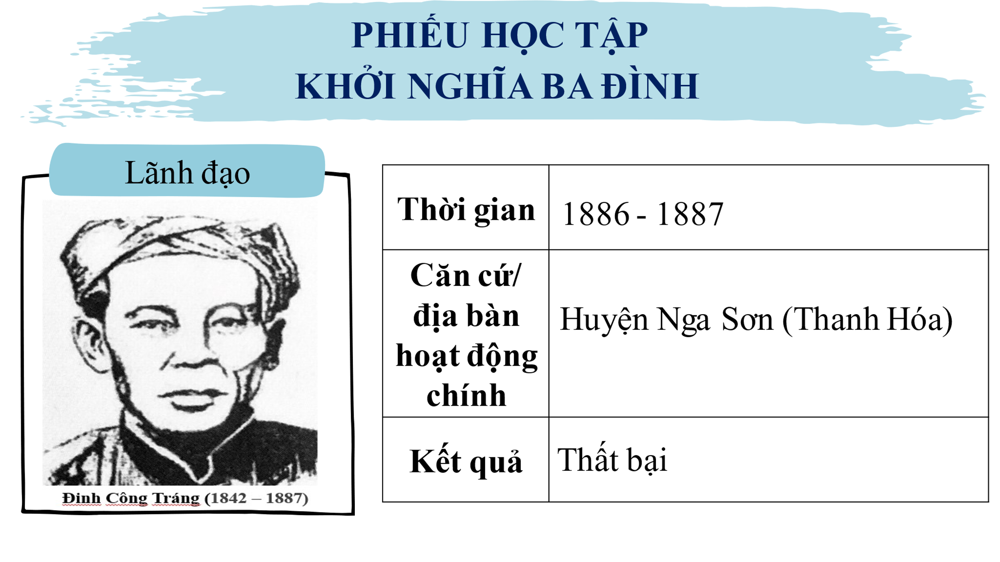 PHIẾU HỌC TẬP
KHỞI NGHĨA BA ĐÌNH
Lãnh đạo
Đinh Công Tráng (1842 – 1887)
Thời gian
1886 - 1887
Căn cứ/
địa bàn
hoạt động
chính
Huyện Nga Sơn (Thanh Hóa)
Kết quả
Thất bại